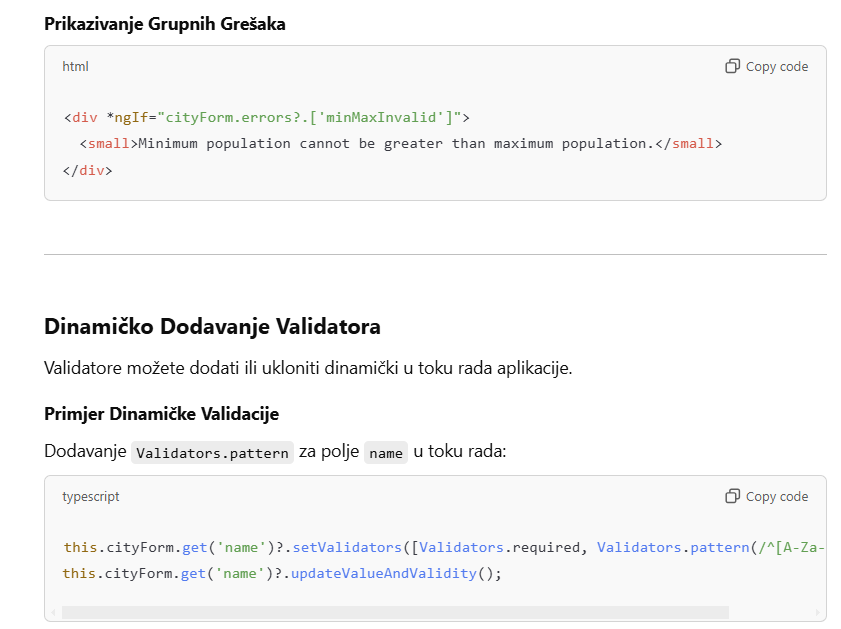 Prikazivanje Grupnih Grešaka
html
Copy code
<div *ngIf="cityForm.errors?.['minMaxInvalid']">
  <small>Minimum population cannot be greater than maximum population.</small>
</div>
Dinamičko Dodavanje Validatora
Validatore možete dodati ili ukloniti dinamički u toku rada aplikacije.
Primjer Dinamičke Validacije
Dodavanje Validators.pattern za polje name u toku rada:
typescript
Copy code
this.cityForm.get('name')?.setValidators([Validators.required, Validators.pattern(/^[A-Za-
this.cityForm.get('name')?.updateValueAndValidity();